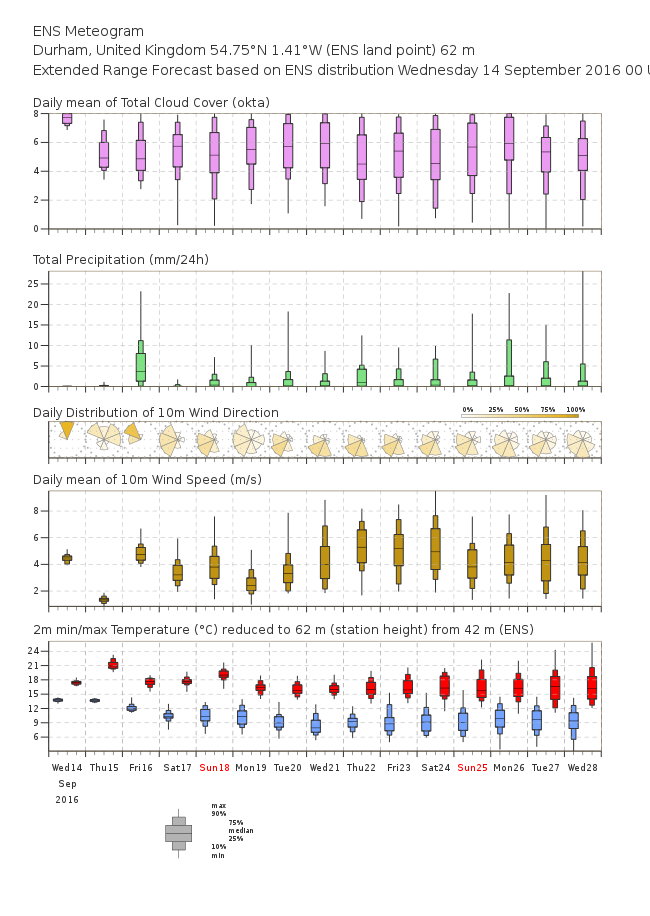 ENS Meteogram
Durham, United Kingdom 54.75°N 1.41°W (ENS land point) 62 m
Extended Range Forecast based on ENS distribution Wednesday 14 September 2016 00
Daily mean of Total Cloud Cover (okta)
8
6
4
2
0
Total Precipitation (mm/24h)
25
20
15
10
5
0
Daily Distribution of 10m Wind Direction
0% 25% 50% 75% 100%
Daily mean of 10m Wind Speed (m/s)
8
6
4
2
2m min/max Temperature (°C) reduced to 62 m (station height) from 42 m (ENS)
24
21
18
15
12
9
6
Wed14 Thu15 Fri16 Sat17 Sun18 Mon19 Tue20 Wed21 Thu22 Fri23 Sat24 Sun25 Mon26 Tue27 Wed28
Sep
2016
max
90%
75%
median
25%
10%
min